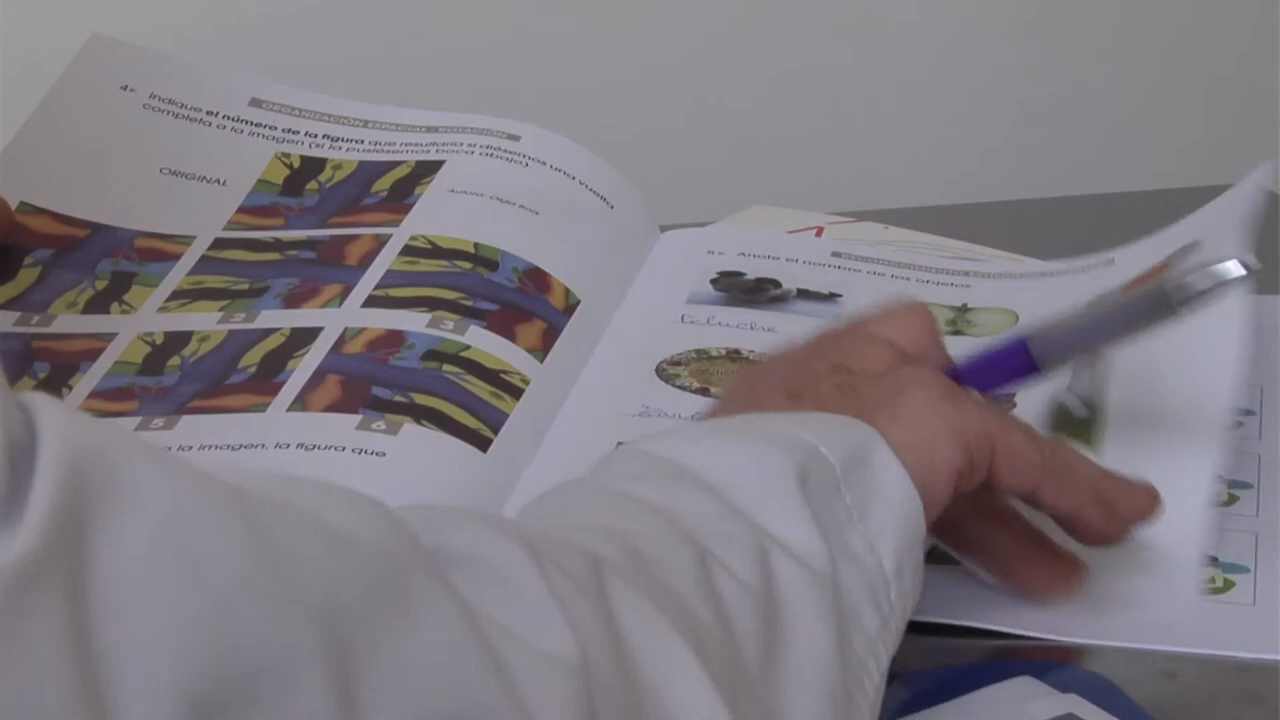 ORGANIZACIÓN ESPACIAL - ROTACIÓN
4> Indique el número de la figura que resultaría si diésemos una vuelta
completa a la imagen (si la pusiésemos boca abajo):
ORIGINAL
Autora: Olga Boix
1
2
3
5
6
la imagen, la figura que
RECONOCIMIENTO
5> Anote el nombre de los objetos: